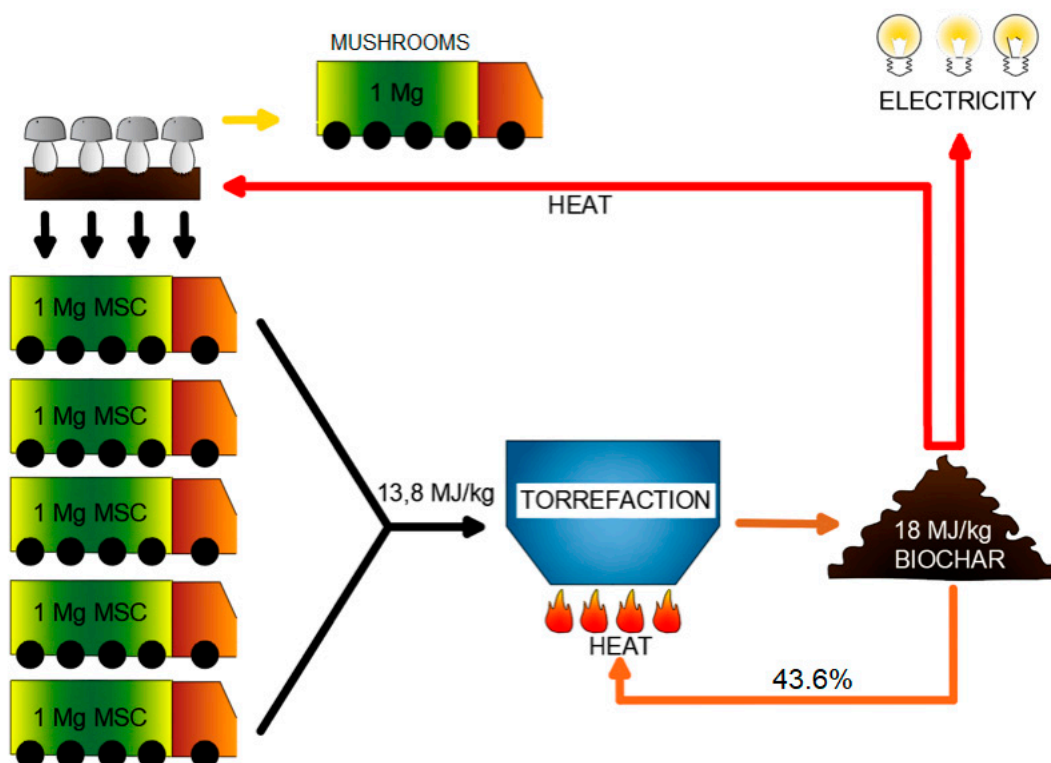 MUSHROOMS
1 Mg
ELECTRICITY
HEAT
1 Mg MSC
1 Mg MSC
1 Mg MSC
1 Mg MSC
1 Mg MSC
13,8 MJ/kg
TORREFACTION
HEAT
18 MJ/kg
BIOCHAR
43.6%